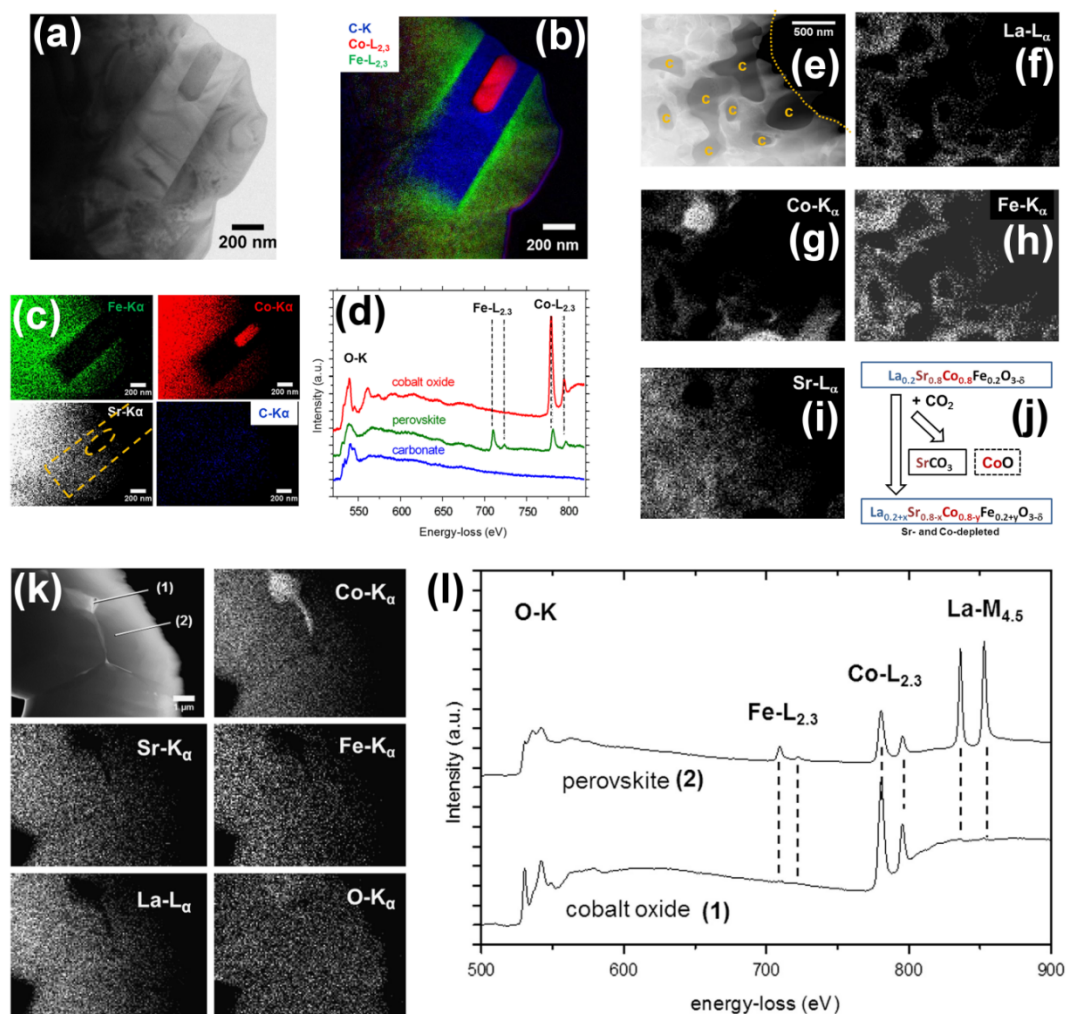 (a)
200 nm
(b)
C-K
Co-L2,3
Fe-L2,3
200 nm
(c)
Fe-Kα
200 nm
Co-Kα
200 nm
Sr-Kα
200 nm
C-Kα
200 nm
(d)
Fe-L2,3
Co-L2,3
O-K
cobalt oxide
perovskite
carbonate
Intensity (a.u.)
550 600 650 700 750 800
Energy-loss (eV)
(e)
500 nm
C
C
C
C
C
C
C
C
(f)
La-Lα
(g)
Co-Kα
(h)
Fe-Kα
(i)
Sr-Lα
(j)
La0.2Sr0.8Co0.8Fe0.2O3-δ
+ CO2
SrCO3
CoO
La0.2+xSr0.8-xCo0.8-yFe0.2+yO3-δ
Sr- and Co-depleted
(k)
(1)
(2)
1 µm
Co-Kα
Sr-Kα
Fe-Kα
La-Lα
O-Kα
(l)
O-K
La-M4.5
Co-L2.3
Fe-L2.3
perovskite (2)
cobalt oxide (1)
Intensity (a.u.)
500 600 700 800 900
energy-loss (eV)